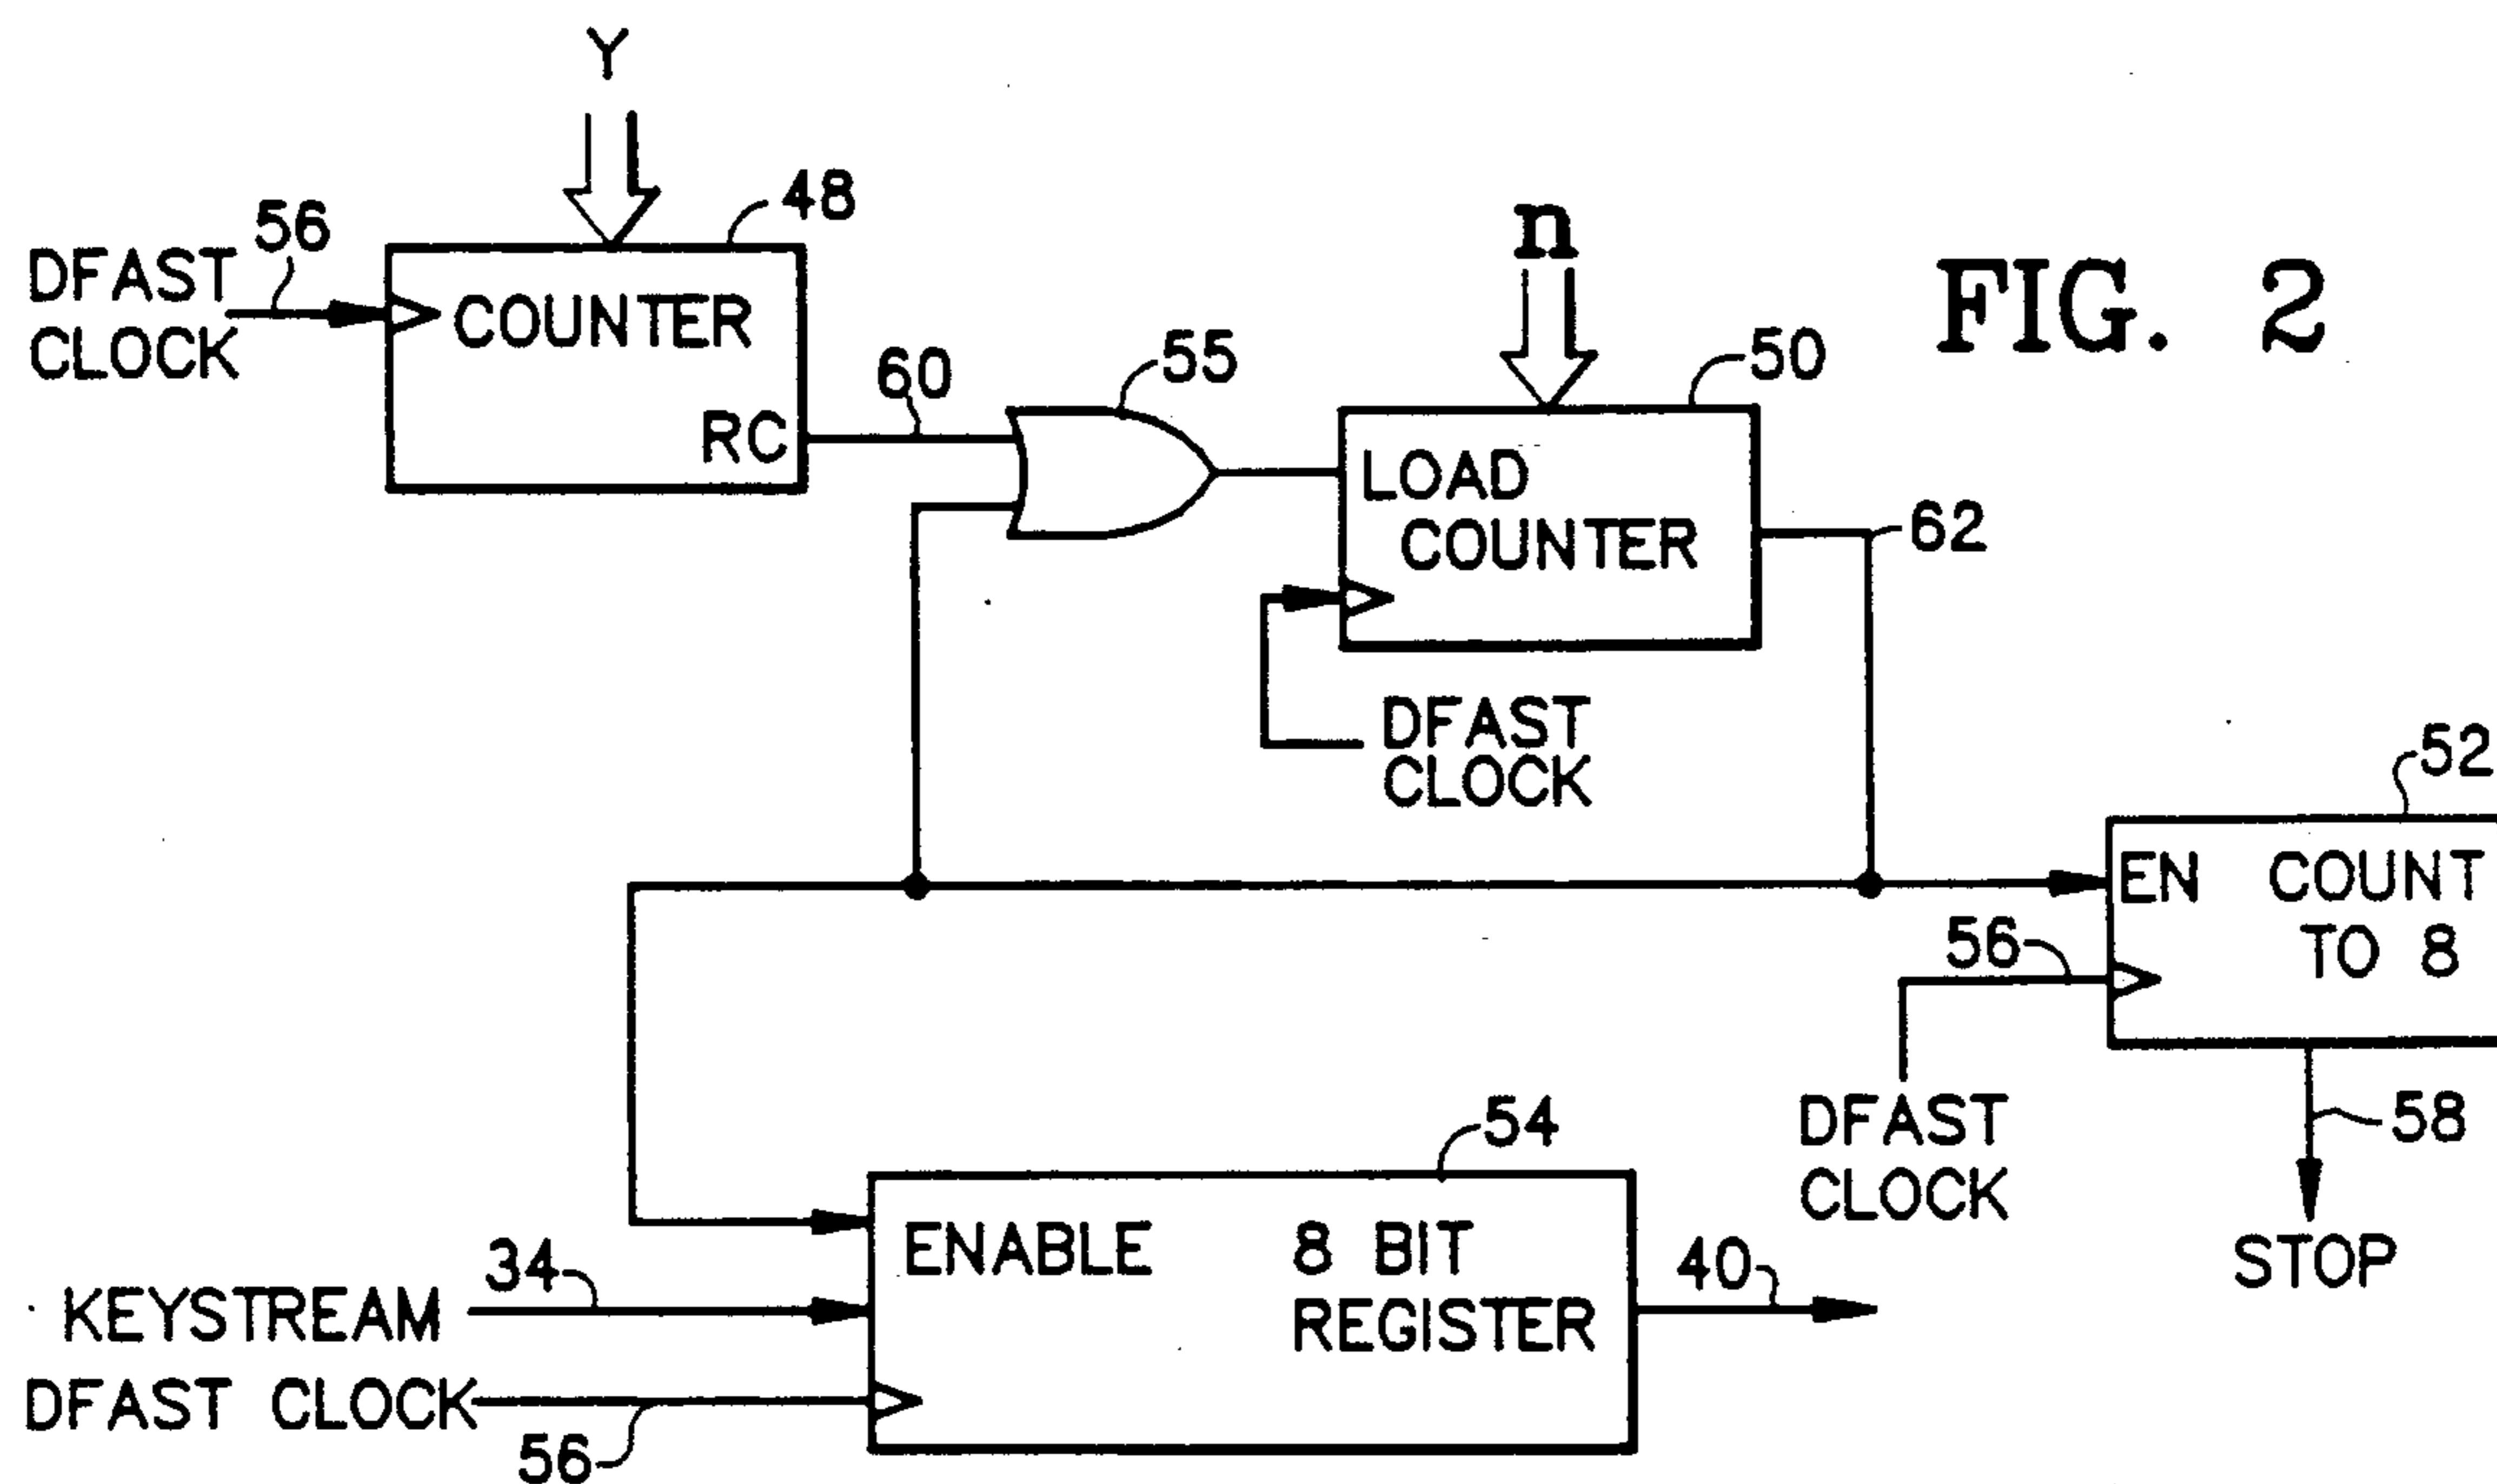 Y
48
56
DFAST
CLOCK
COUNTER
RC
60
55
n
50
FIG. 2
LOAD
COUNTER
62
DFAST
CLOCK
52
EN COUNT
TO 8
56
DFAST
CLOCK
58
STOP
54
ENABLE 8 BIT
REGISTER
34
KEYSTREAM
40
DFAST CLOCK
56